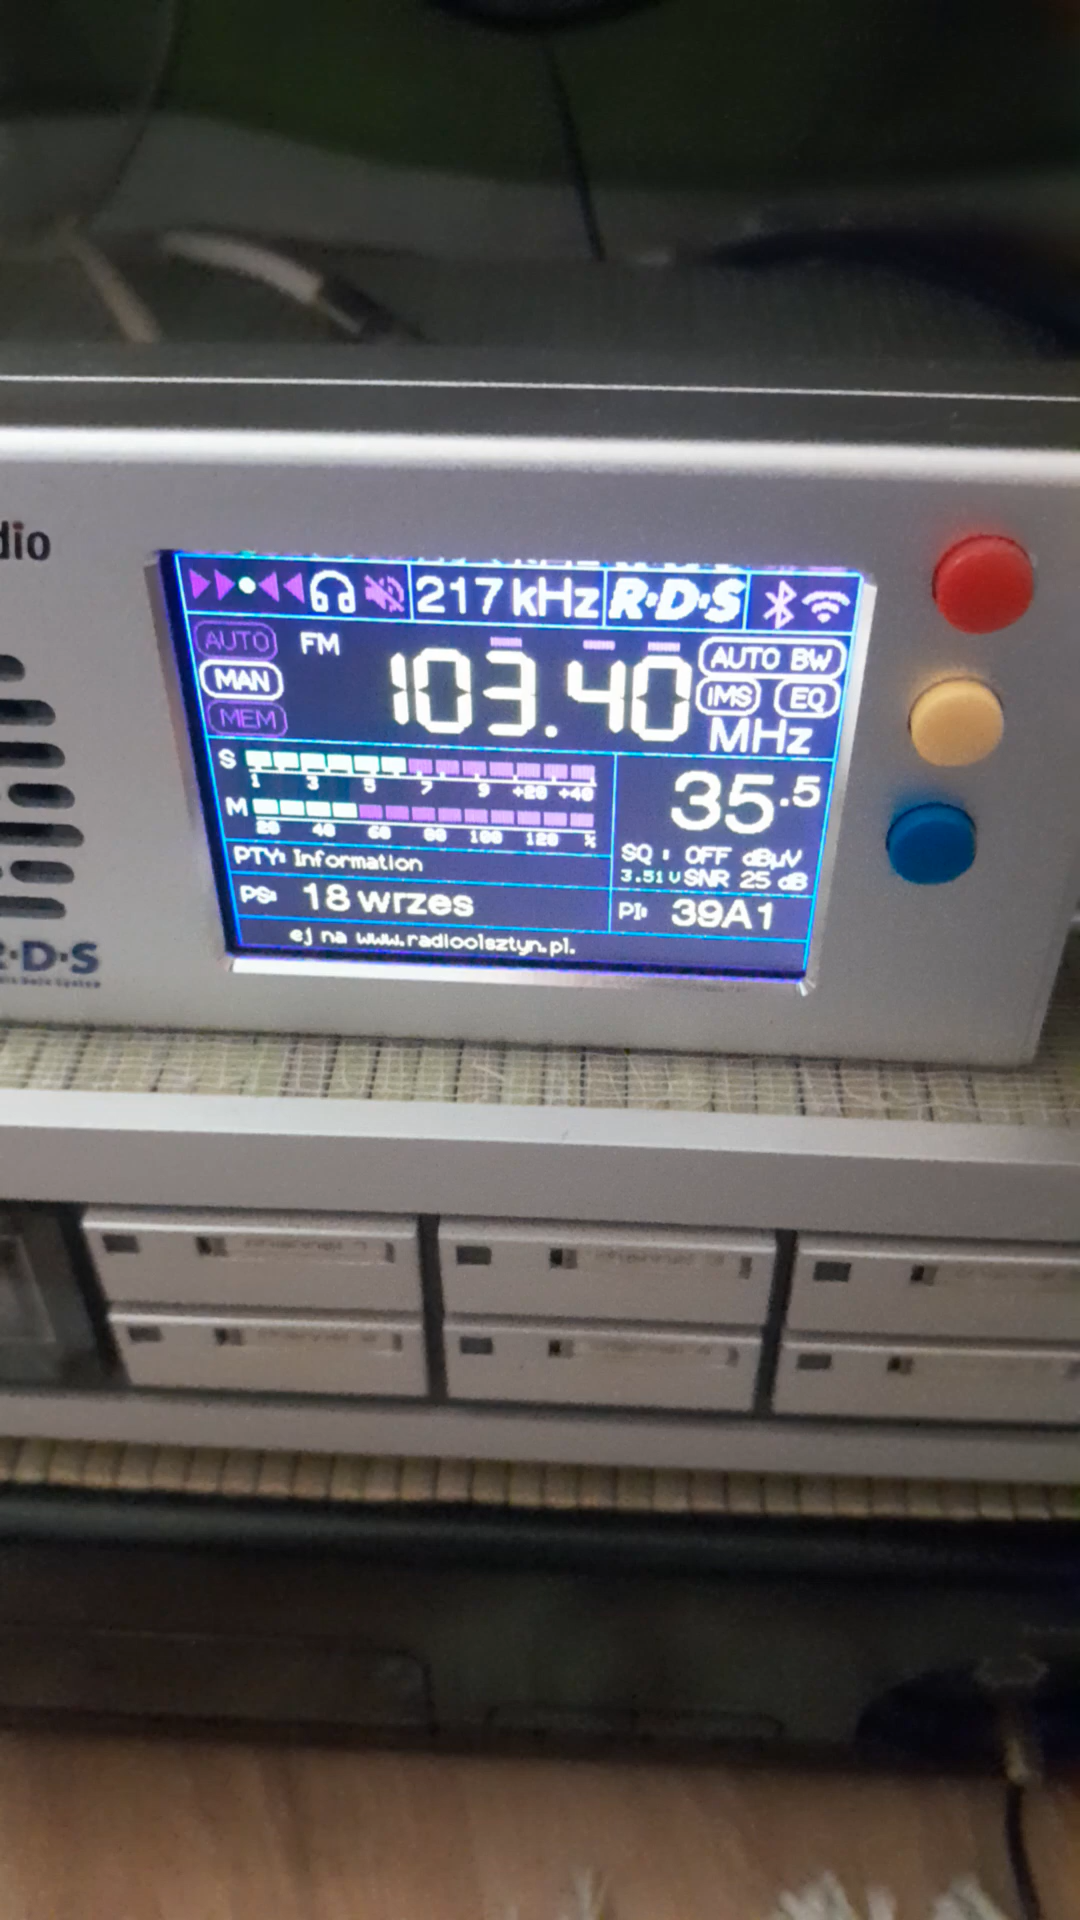 dio
217 kHz R·D·S
AUTO FM 103.40 AUTO BW
MAN IMS EQ
MEM MHz
S 1 3 5 7 9 +20 +40
35.5
M 20 40 60 80 100 120 %
SQ : OFF dBµV
3.51V SNR 25 dB
PTY: Information
PS: 18 wrzes PI: 39A1
ej na www.radioolsztyn.pl.
R·D·S